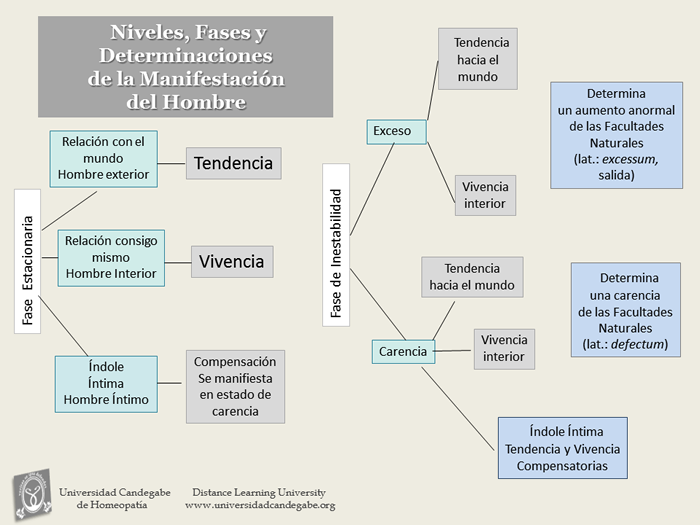 Niveles, Fases y
Determinaciones
de la Manifestación
del Hombre
Fase Estacionaria
Relación con el
mundo
Hombre exterior
Tendencia
Relación consigo
mismo
Hombre Interior
Vivencia
Índole
Íntima
Hombre Íntimo
Compensación
Se manifiesta
en estado de
carencia
Fase de Inestabilidad
Exceso
Tendencia
hacia el
mundo
Vivencia
interior
Determina
un aumento anormal
de las Facultades
Naturales
(lat.: excessum,
salida)
Carencia
Tendencia
hacia el mundo
Vivencia
interior
Determina
una carencia
de las Facultades
Naturales
(lat.: defectum)
Índole Íntima
Tendencia y Vivencia
Compensatorias
Universidad Candegabe
de Homeopatía
Distance Learning University
www.universidadcandegabe.org